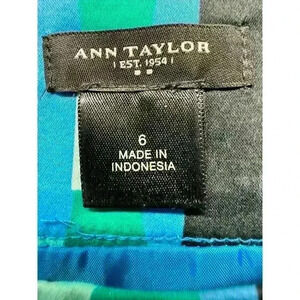 ANN TAYLOR
EST. 1954
6
MADE IN
INDONESIA